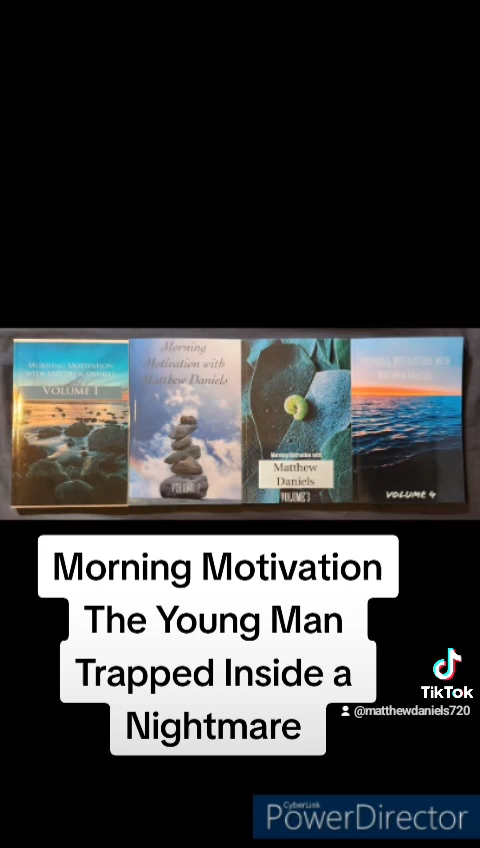 MORNING MOTIVATION
WITH MATTHEW DANIELS
VOLUME 1
Morning
Motivation with
Matthew Daniels
VOLUME 2
Morning Motivation with
Matthew
Daniels
VOLUME 3
MORNING MOTIVATION WITH
MATTHEW DANIELS
VOLUME 4
Morning Motivation
The Young Man
Trapped Inside a
Nightmare
TikTok
@matthewdaniels720
CyberLink
PowerDirector